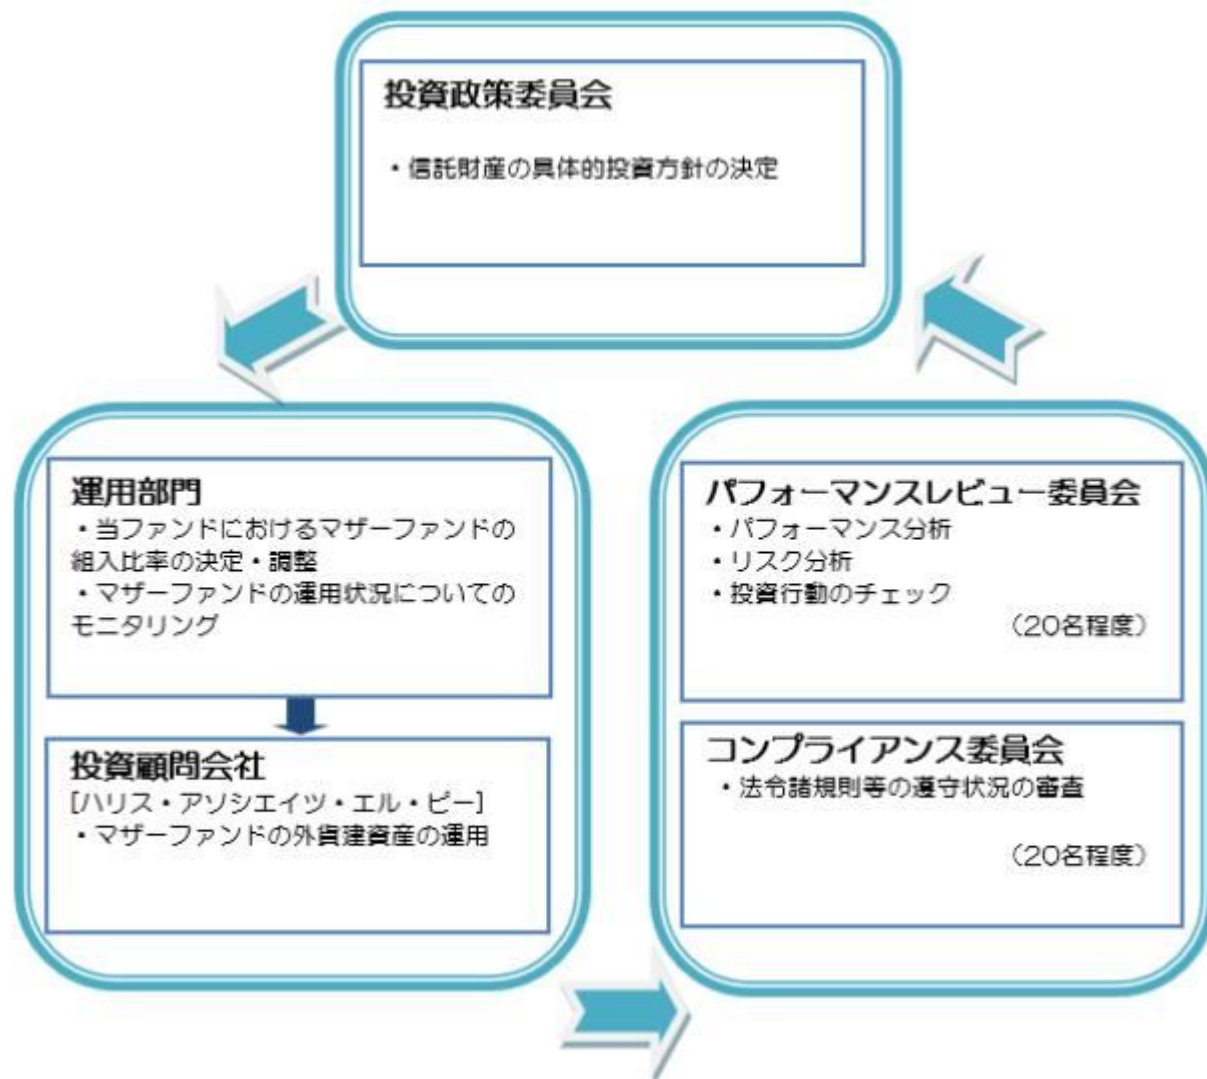 投資政策委員会
・信託財産の具体的投資方針の決定
運用部門
・当ファンドにおけるマザーファンドの
組入比率の決定・調整
・マザーファンドの運用状況についての
モニタリング
投資顧問会社
[ハリス・アソシエイツ・エル・ピー]
・マザーファンドの外貨建資産の運用
パフォーマンスレビュー委員会
・パフォーマンス分析
・リスク分析
・投資行動のチェック
（20名程度）
コンプライアンス委員会
・法令諸規則等の遵守状況の審査
（20名程度）